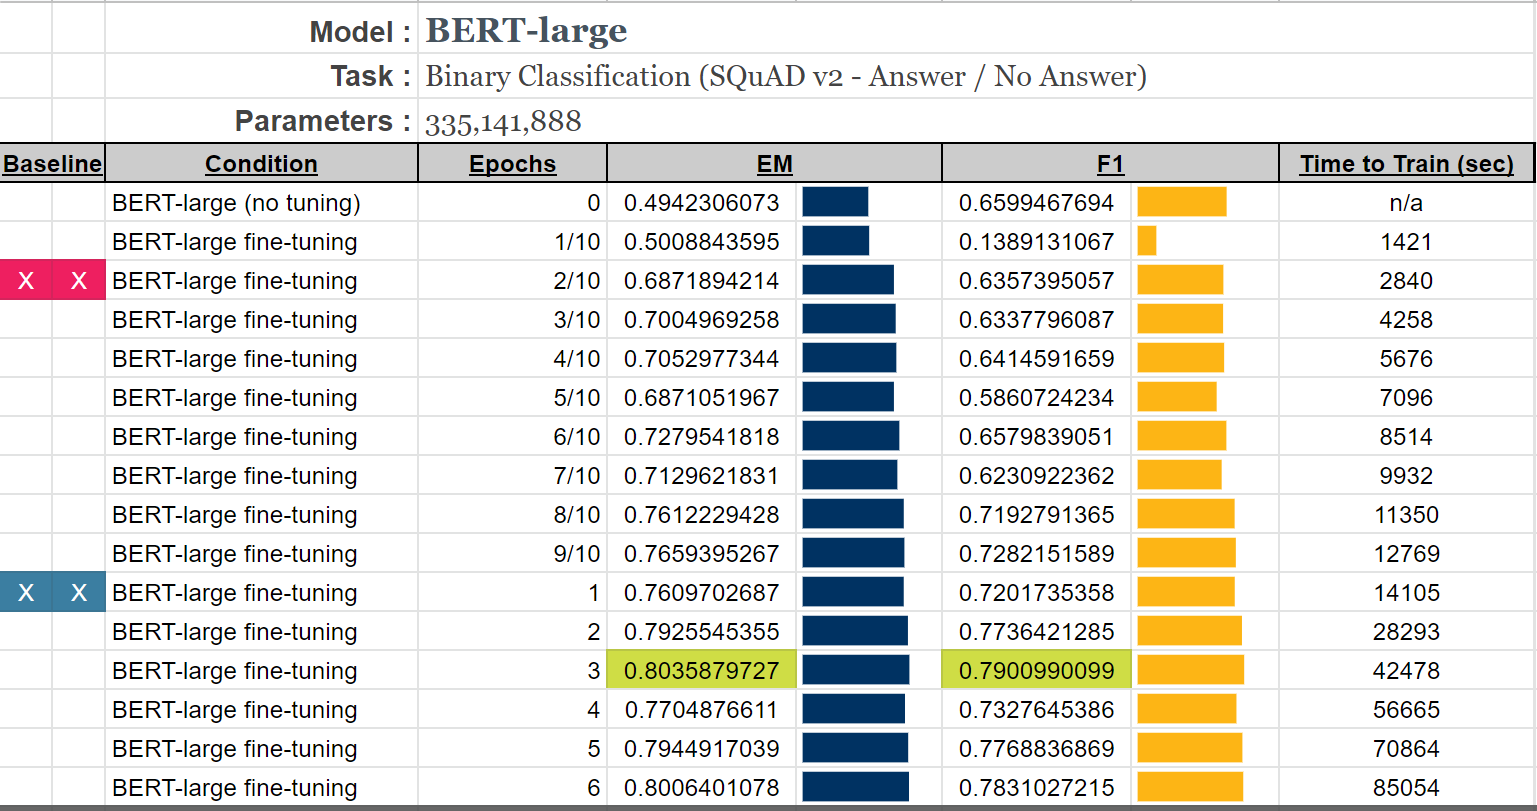 Model : BERT-large
Task : Binary Classification (SQuAD v2 - Answer / No Answer)
Parameters : 335,141,888
Baseline Condition Epochs EM F1 Time to Train (sec)
BERT-large (no tuning) 0 0.4942306073 0.6599467694 n/a
BERT-large fine-tuning 1/10 0.5008843595 0.1389131067 1421
X X BERT-large fine-tuning 2/10 0.6871894214 0.6357395057 2840
BERT-large fine-tuning 3/10 0.7004969258 0.6337796087 4258
BERT-large fine-tuning 4/10 0.7052977344 0.6414591659 5676
BERT-large fine-tuning 5/10 0.6871051967 0.5860724234 7096
BERT-large fine-tuning 6/10 0.7279541818 0.6579839051 8514
BERT-large fine-tuning 7/10 0.7129621831 0.6230922362 9932
BERT-large fine-tuning 8/10 0.7612229428 0.7192791365 11350
BERT-large fine-tuning 9/10 0.7659395267 0.7282151589 12769
X X BERT-large fine-tuning 1 0.7609702687 0.7201735358 14105
BERT-large fine-tuning 2 0.7925545355 0.7736421285 28293
BERT-large fine-tuning 3 0.8035879727 0.7900990099 42478
BERT-large fine-tuning 4 0.7704876611 0.7327645386 56665
BERT-large fine-tuning 5 0.7944917039 0.7768836869 70864
BERT-large fine-tuning 6 0.8006401078 0.7831027215 85054